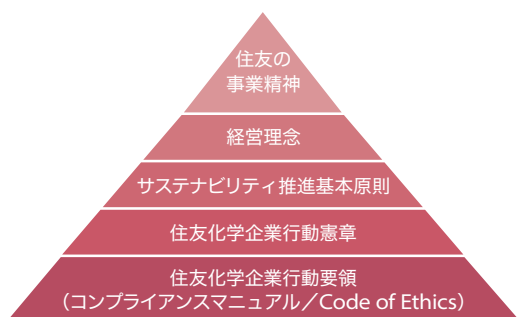 住友の
事業精神
経営理念
サステナビリティ推進基本原則
住友化学企業行動憲章
住友化学企業行動要領
（コンプライアンスマニュアル／Code of Ethics）